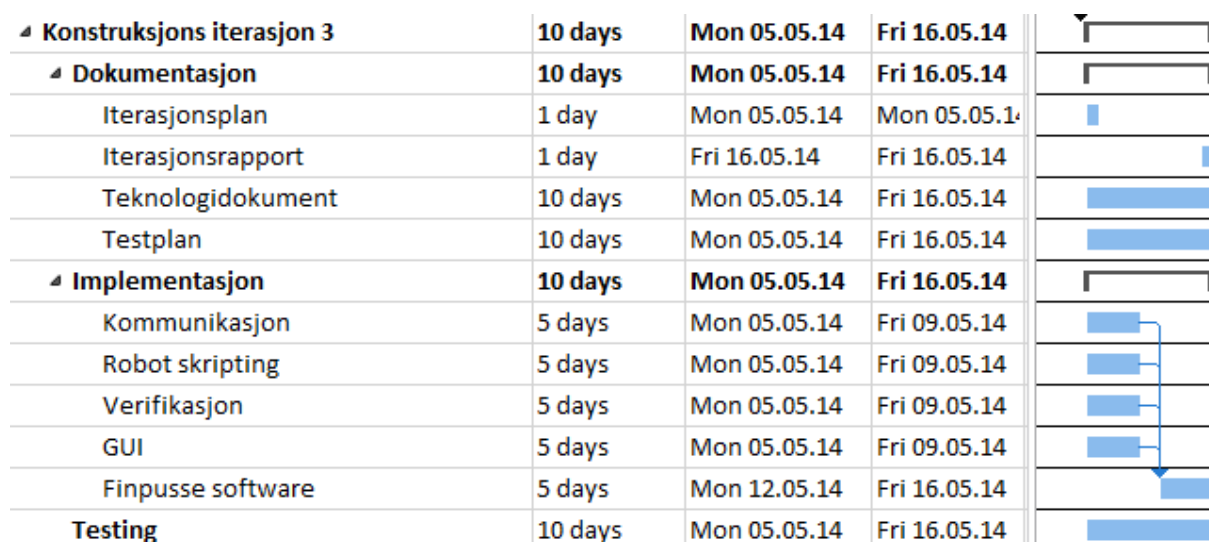 Konstruksjons iterasjon 3 10 days Mon 05.05.14 Fri 16.05.14
Dokumentasjon 10 days Mon 05.05.14 Fri 16.05.14
Iterasjonsplan 1 day Mon 05.05.14 Mon 05.05.14
Iterasjonsrapport 1 day Fri 16.05.14 Fri 16.05.14
Teknologidokument 10 days Mon 05.05.14 Fri 16.05.14
Testplan 10 days Mon 05.05.14 Fri 16.05.14
Implementasjon 10 days Mon 05.05.14 Fri 16.05.14
Kommunikasjon 5 days Mon 05.05.14 Fri 09.05.14
Robot skripting 5 days Mon 05.05.14 Fri 09.05.14
Verifikasjon 5 days Mon 05.05.14 Fri 09.05.14
GUI 5 days Mon 05.05.14 Fri 09.05.14
Finpusse software 5 days Mon 12.05.14 Fri 16.05.14
Testing 10 days Mon 05.05.14 Fri 16.05.14